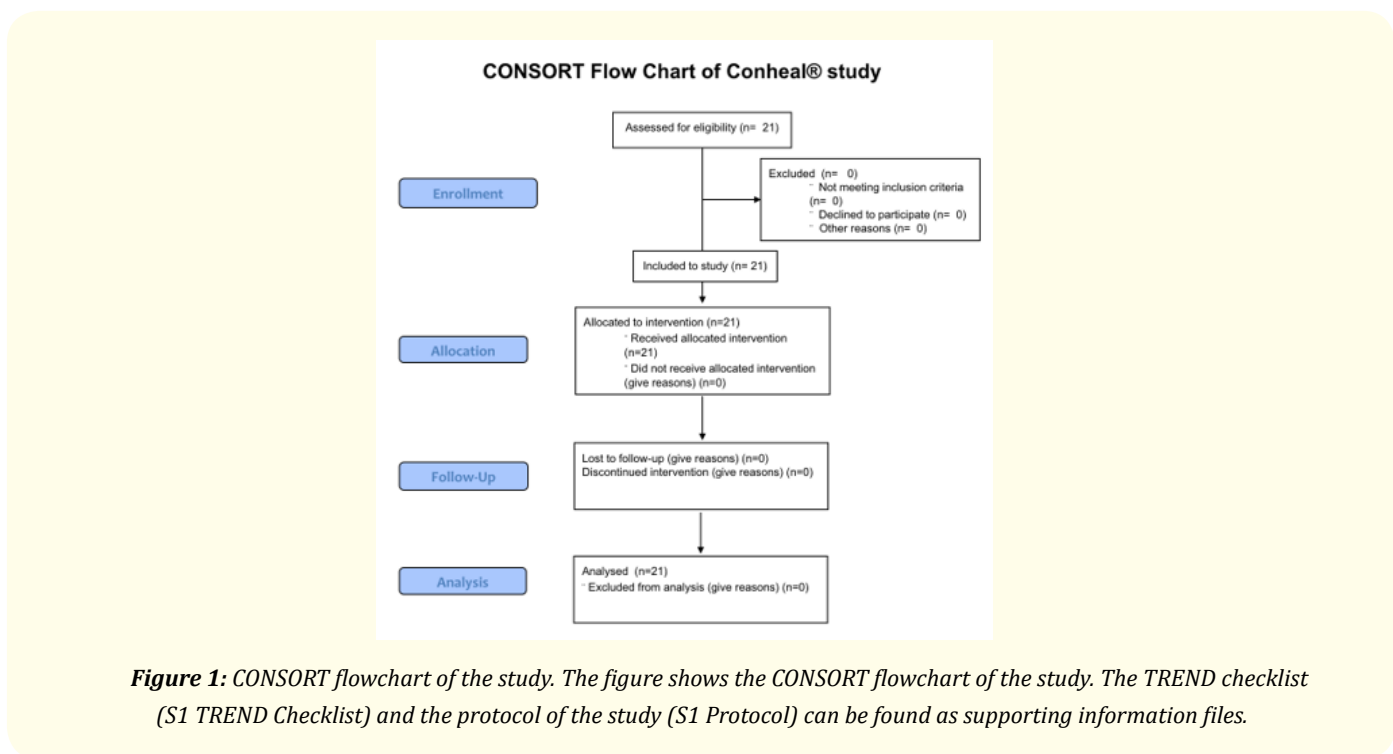 CONSORT Flow Chart of Conheal® study
Assessed for eligibility (n= 21)
Enrollment
Excluded (n= 0)
¨ Not meeting inclusion criteria
(n= 0)
¨ Declined to participate (n= 0)
¨ Other reasons (n= 0)
Included to study (n= 21)
Allocation
Allocated to intervention (n=21)
¨ Received allocated intervention
(n=21)
¨ Did not receive allocated intervention
(give reasons) (n=0)
Follow-Up
Lost to follow-up (give reasons) (n=0)
Discontinued intervention (give reasons) (n=0)
Analysis
Analysed (n=21)
¨ Excluded from analysis (give reasons) (n=0)
Figure 1: CONSORT flowchart of the study. The figure shows the CONSORT flowchart of the study. The TREND checklist
(S1 TREND Checklist) and the protocol of the study (S1 Protocol) can be found as supporting information files.